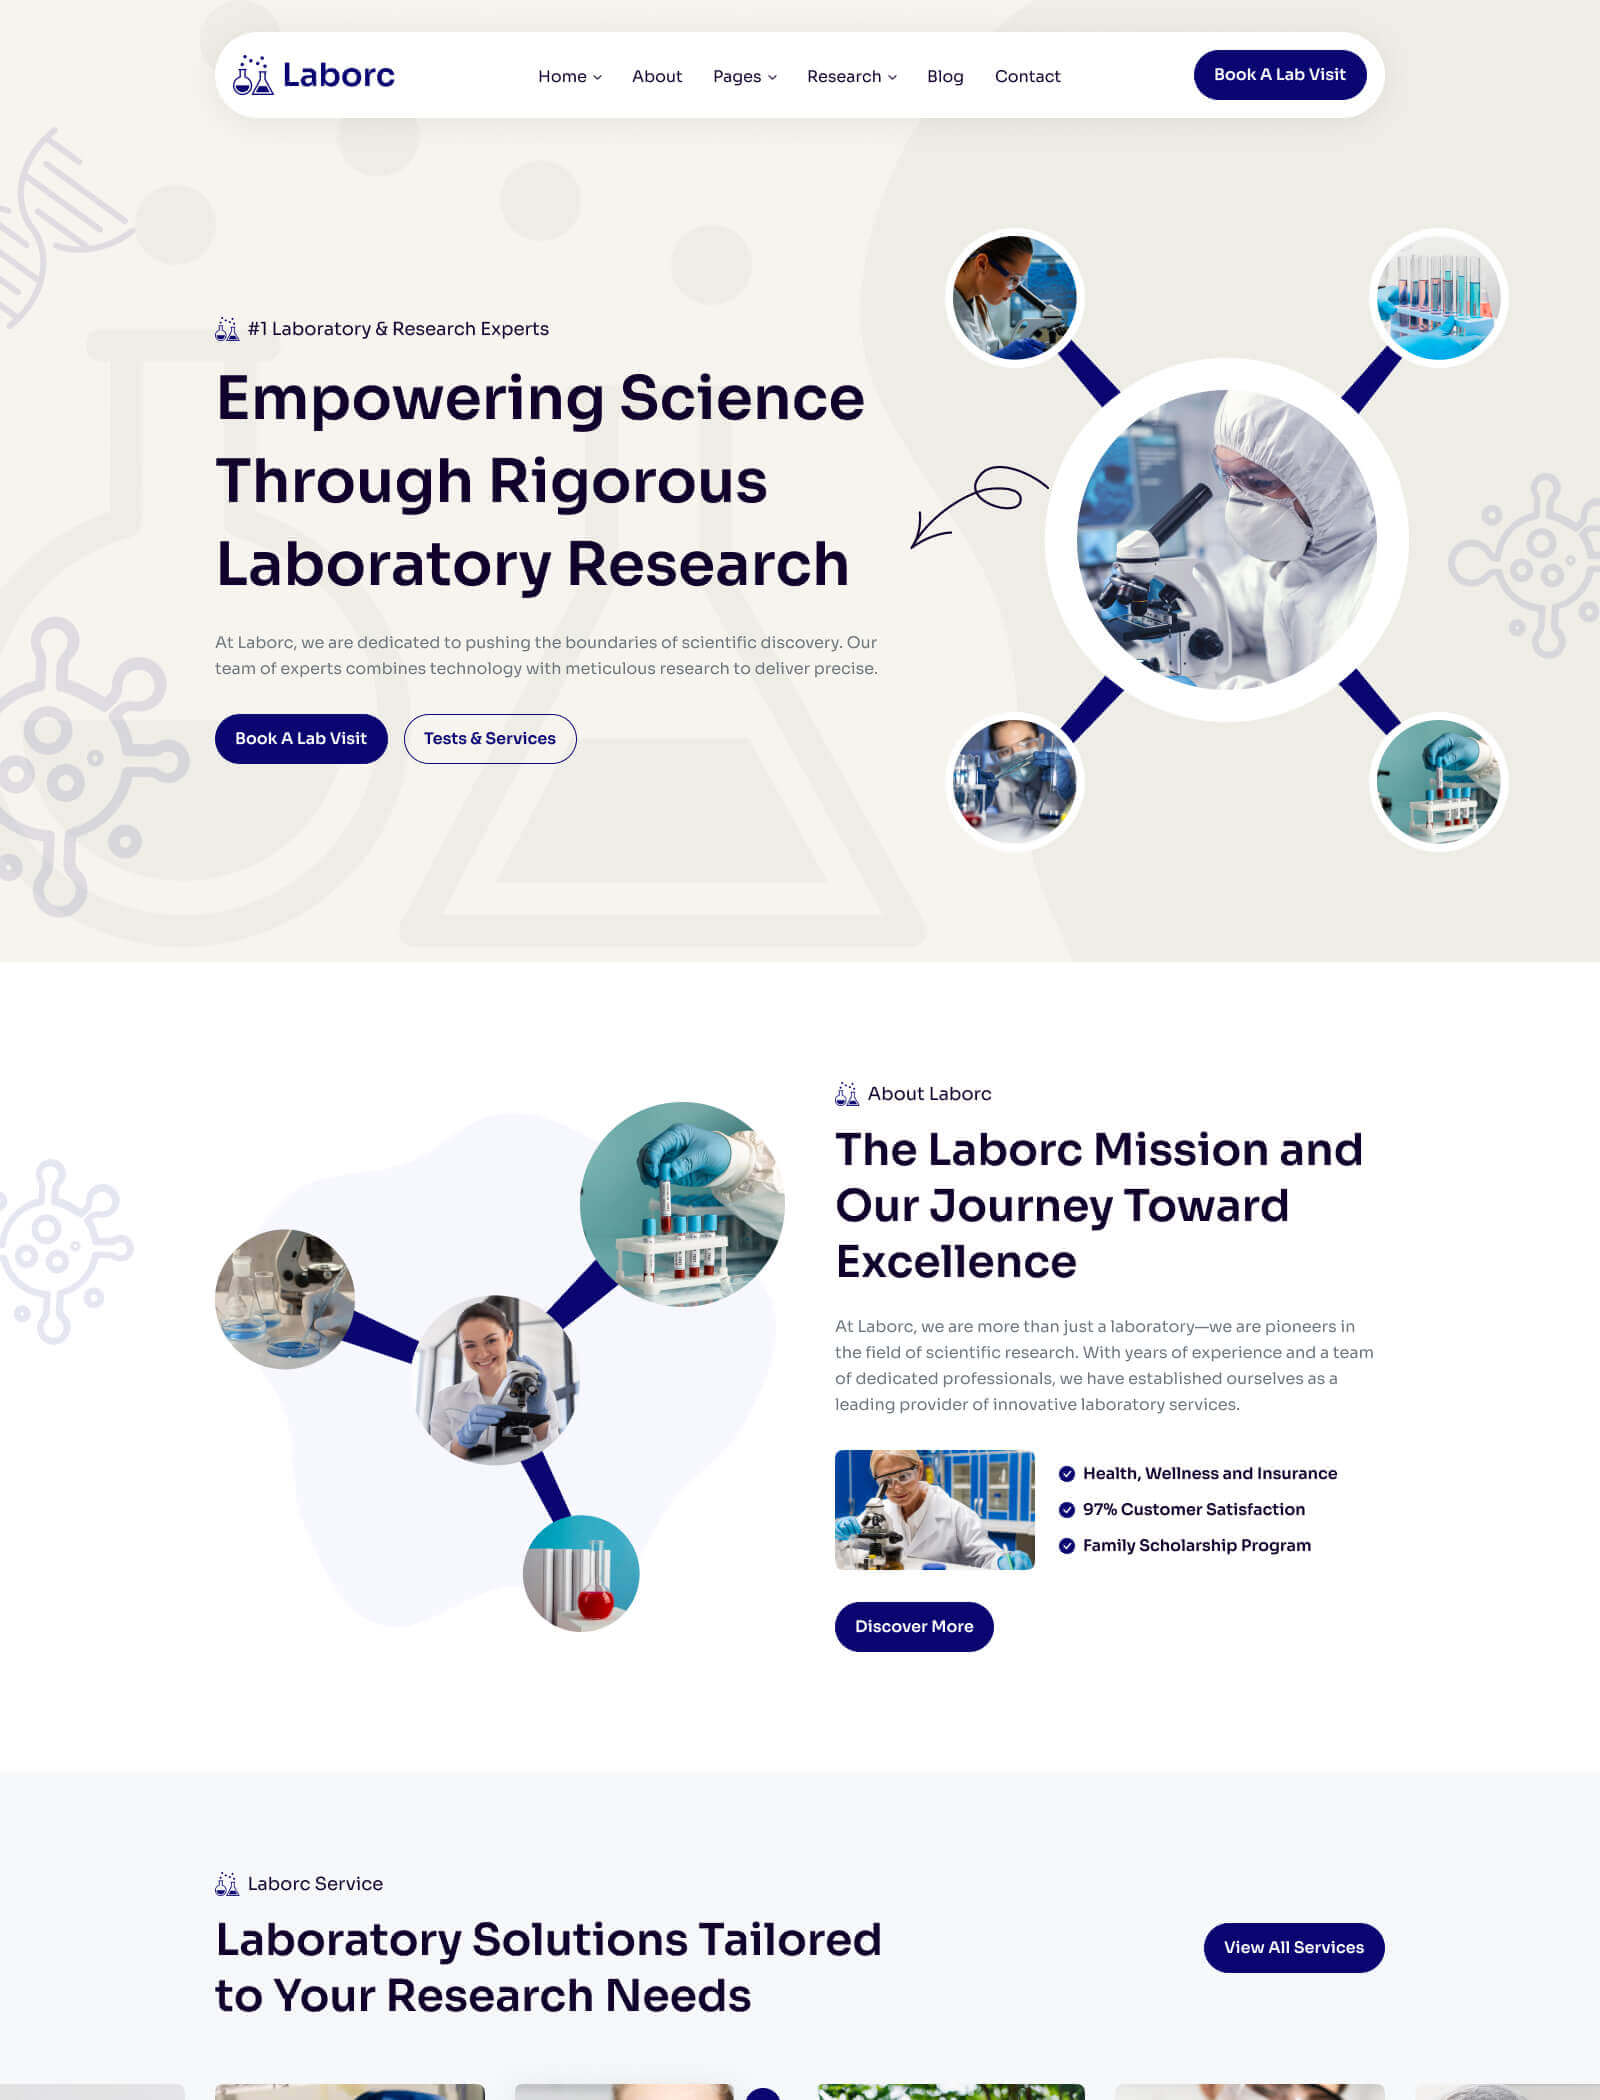 Laborc
Home
About
Pages
Research
Blog
Contact
Book A Lab Visit
#1 Laboratory & Research Experts
Empowering Science
Through Rigorous
Laboratory Research
At Laborc, we are dedicated to pushing the boundaries of scientific discovery. Our
team of experts combines technology with meticulous research to deliver precise.
Book A Lab Visit
Tests & Services
About Laborc
The Laborc Mission and
Our Journey Toward
Excellence
At Laborc, we are more than just a laboratory—we are pioneers in
the field of scientific research. With years of experience and a team
of dedicated professionals, we have established ourselves as a
leading provider of innovative laboratory services.
Health, Wellness and Insurance
97% Customer Satisfaction
Family Scholarship Program
Discover More
Laborc Service
Laboratory Solutions Tailored
to Your Research Needs
View All Services